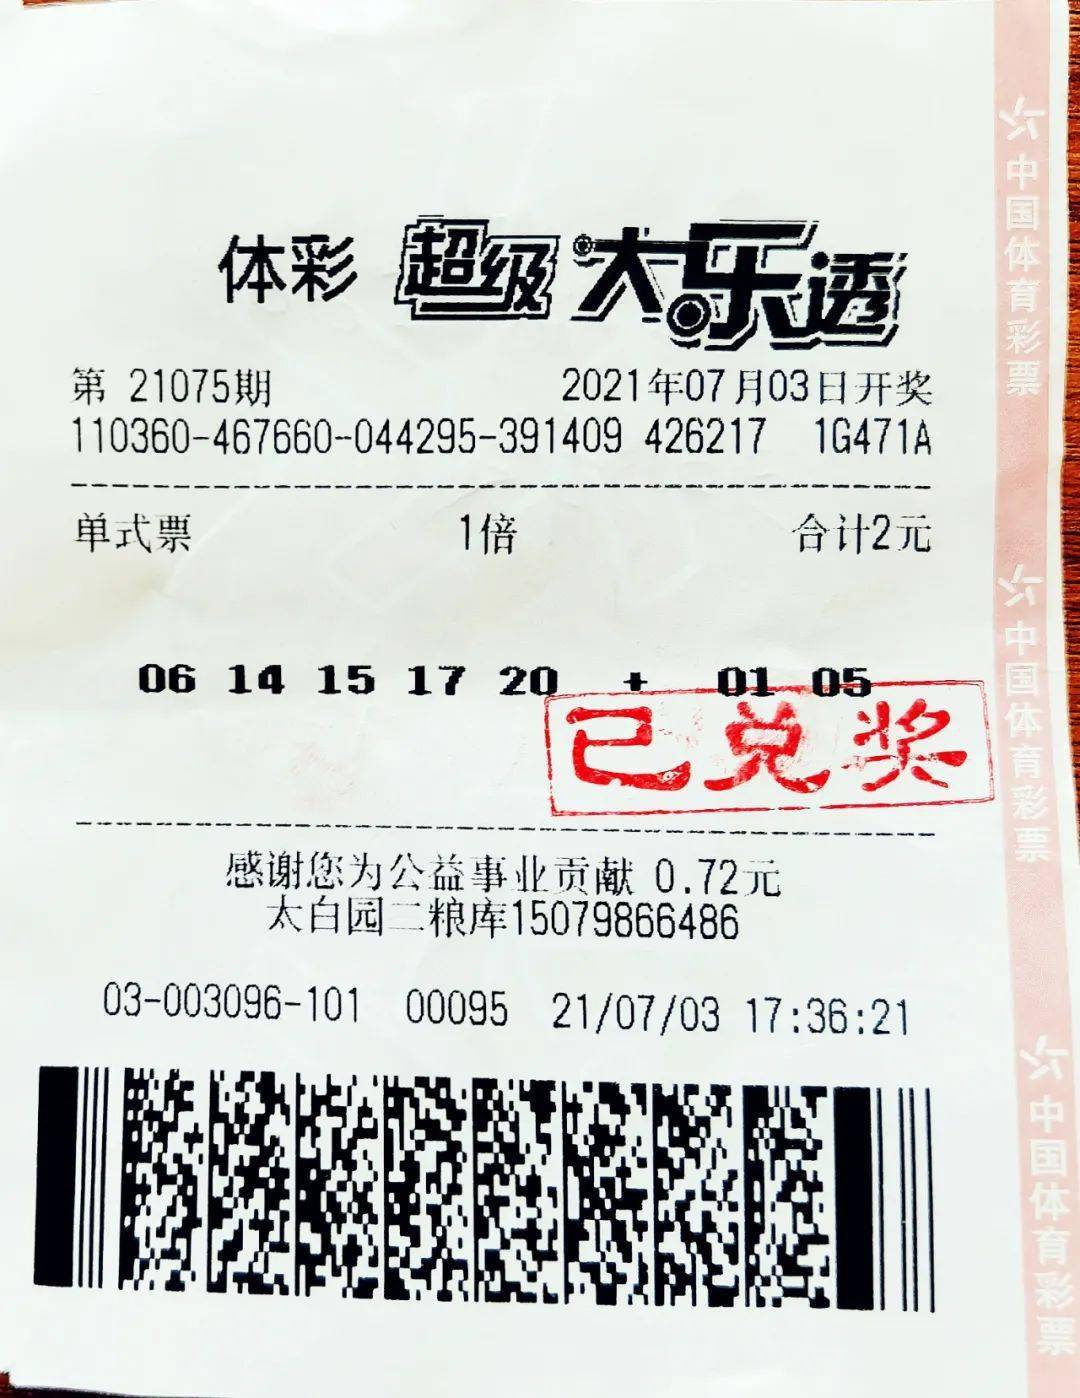 体彩 超级大乐透
第 21075期 2021年07月03日开奖
110360-467660-044295-391409 426217 1G471A
单式票 1倍 合计2元
06 14 15 17 20 + 01 05
已兑奖
感谢您为公益事业贡献 0.72元
太白园二粮库15079866486
03-003096-101 00095 21/07/03 17:36:21
中国体育彩票
中国体育彩票
中国体育彩票